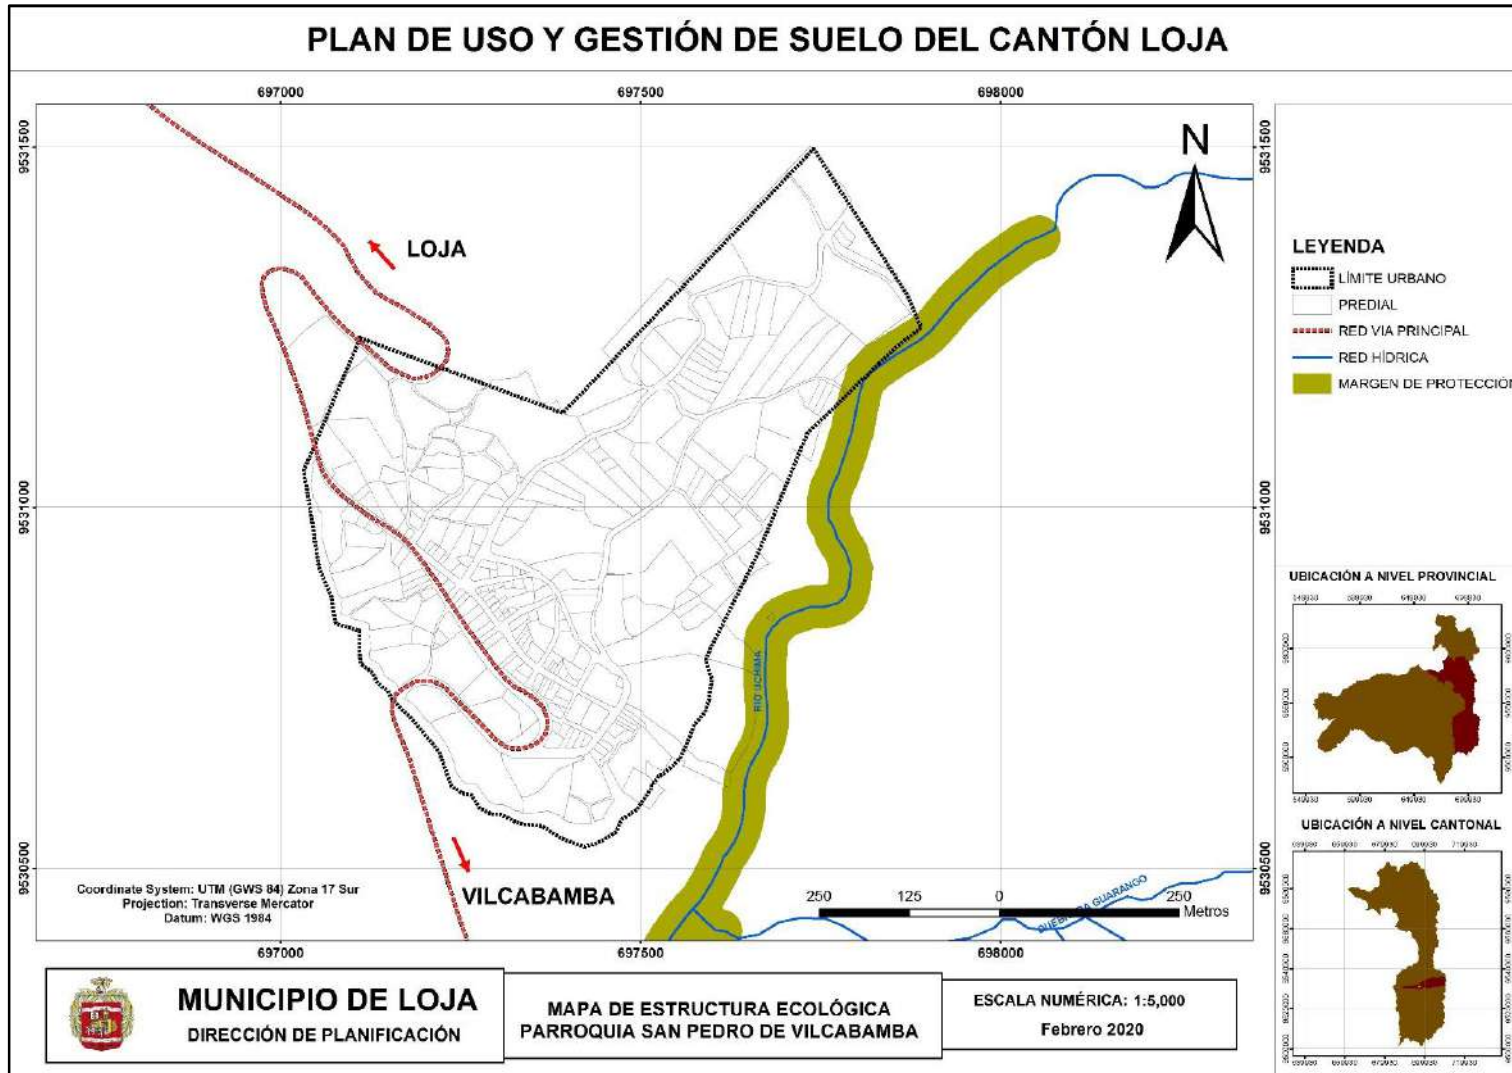 PLAN DE USO Y GESTIÓN DE SUELO DEL CANTÓN LOJA
697000
697500
698000
9531500
9531500
N
LOJA
LEYENDA
LÍMITE URBANO
PREDIAL
RED VIA PRINCIPAL
RED HÍDRICA
MARGEN DE PROTECCIÓN
9531000
9531000
UBICACIÓN A NIVEL PROVINCIAL
RIO UCHIMA
UBICACIÓN A NIVEL CANTONAL
9530500
9530500
Coordinate System: UTM (GWS 84) Zona 17 Sur
Projection: Transverse Mercator
Datum: WGS 1984
VILCABAMBA
QUEBRADA GUARANGO
250
125
0
250
Metros
697000
697500
698000
MUNICIPIO DE LOJA
DIRECCIÓN DE PLANIFICACIÓN
MAPA DE ESTRUCTURA ECOLÓGICA
PARROQUIA SAN PEDRO DE VILCABAMBA
ESCALA NUMÉRICA: 1:5,000
Febrero 2020